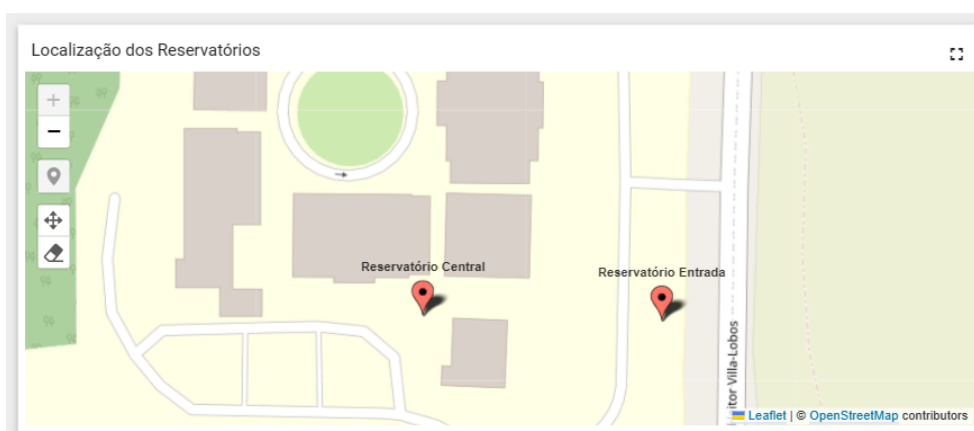 Localização dos Reservatórios
+
−
Reservatório Central
Reservatório Entrada
itor Villa-Lobos
Leaflet | © OpenStreetMap contributors